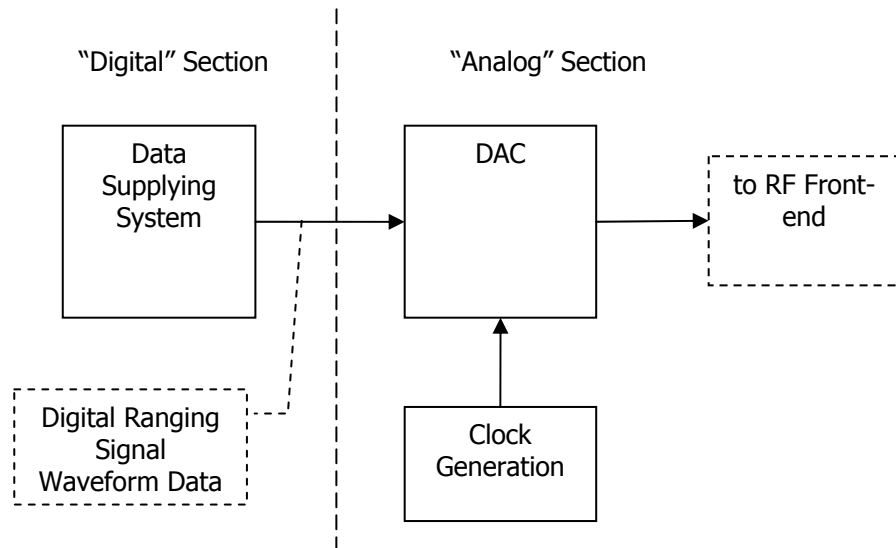 “Digital” Section
“Analog” Section
Data
Supplying
System
DAC
to RF Front-
end
Digital Ranging
Signal
Waveform Data
Clock
Generation